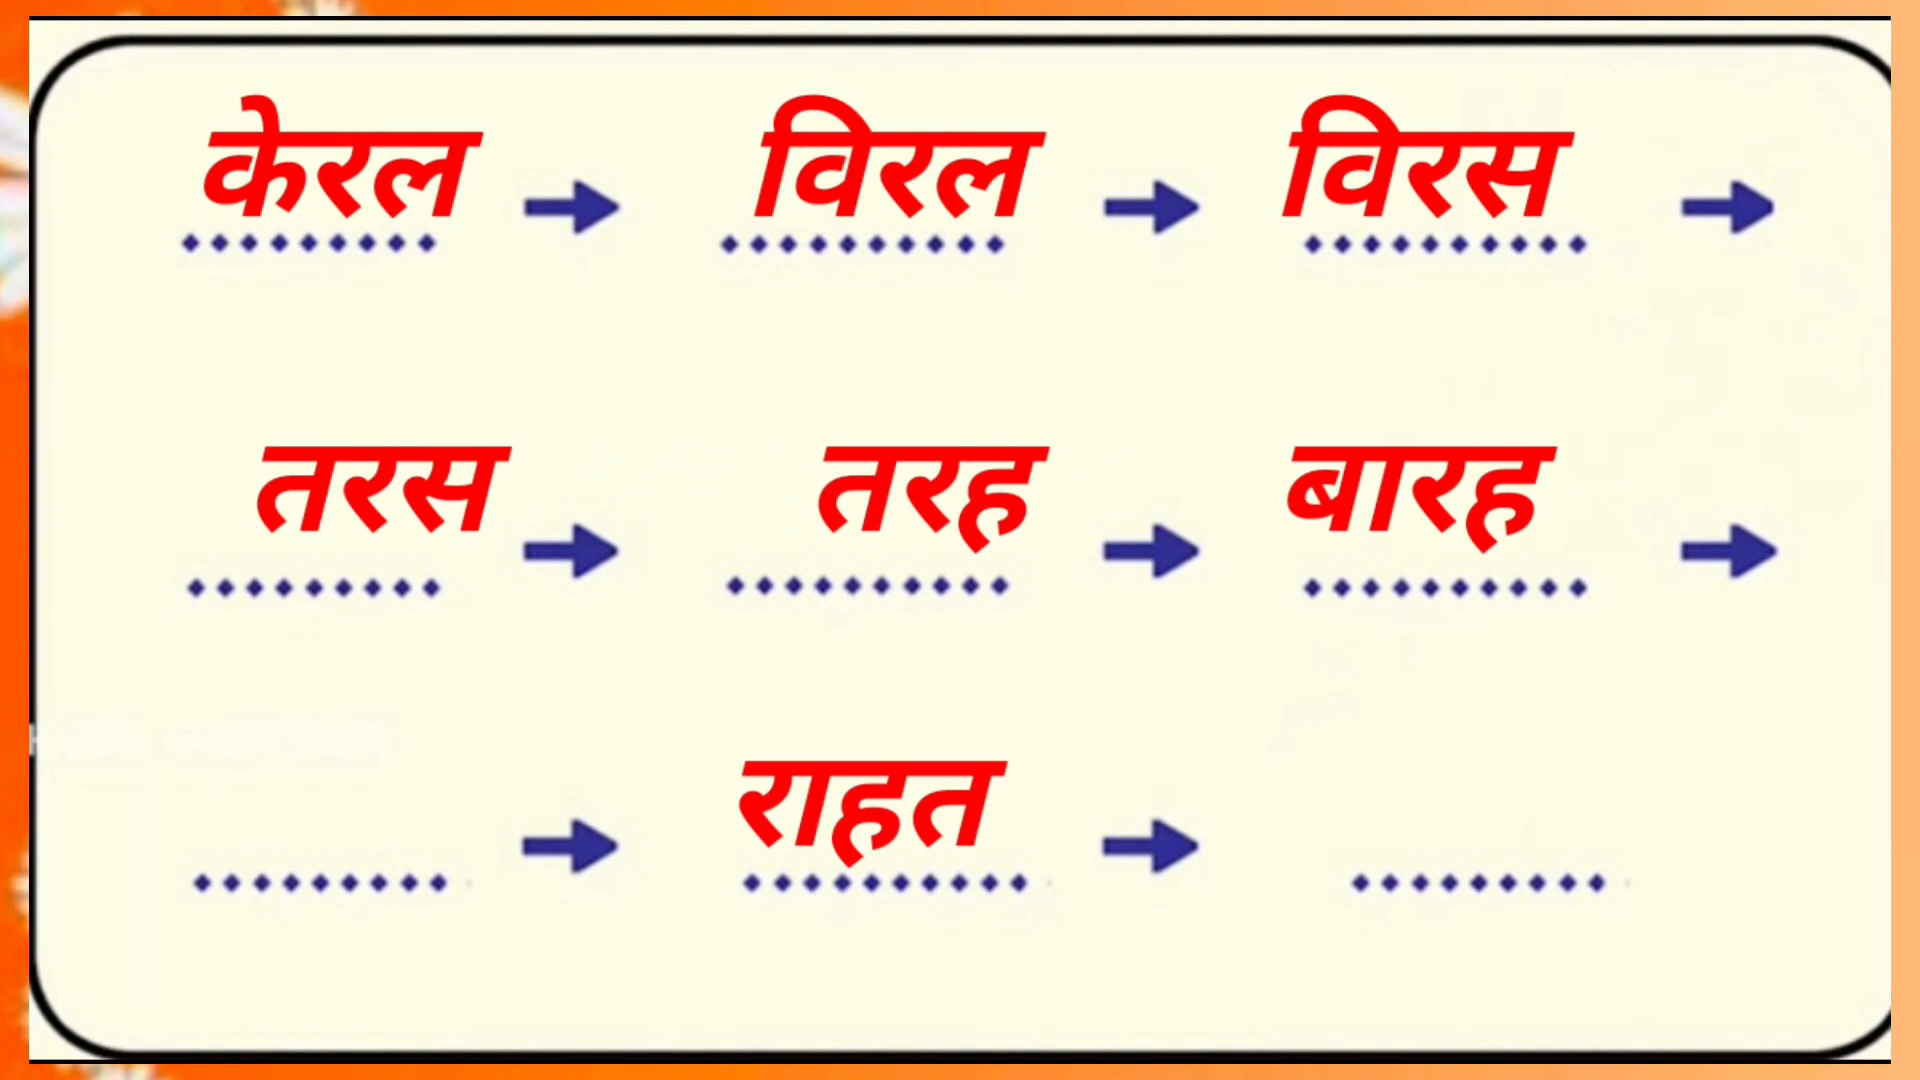 केरल विरल विरस
तरस तरह बारह
राहत